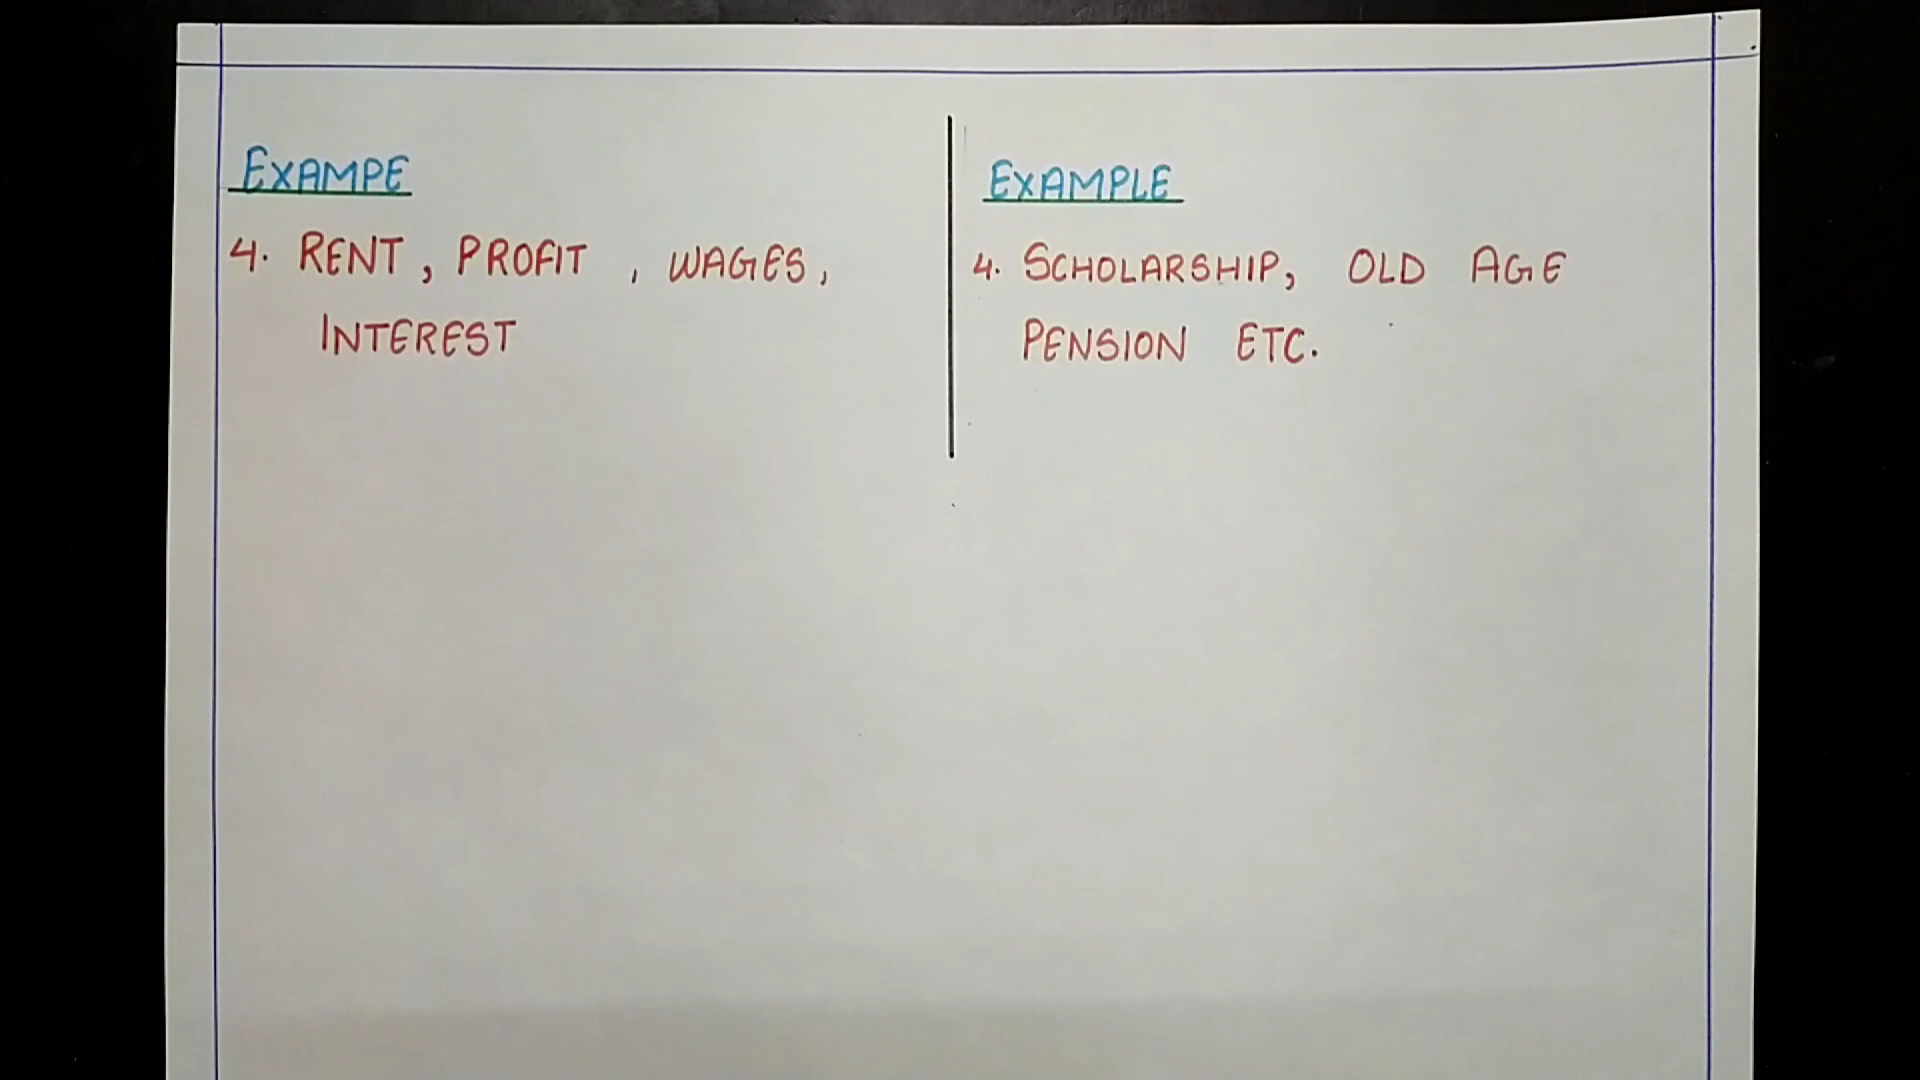 EXAMPE
4. RENT, PROFIT, WAGES,
INTEREST
EXAMPLE
4. SCHOLARSHIP, OLD AGE
PENSION ETC.